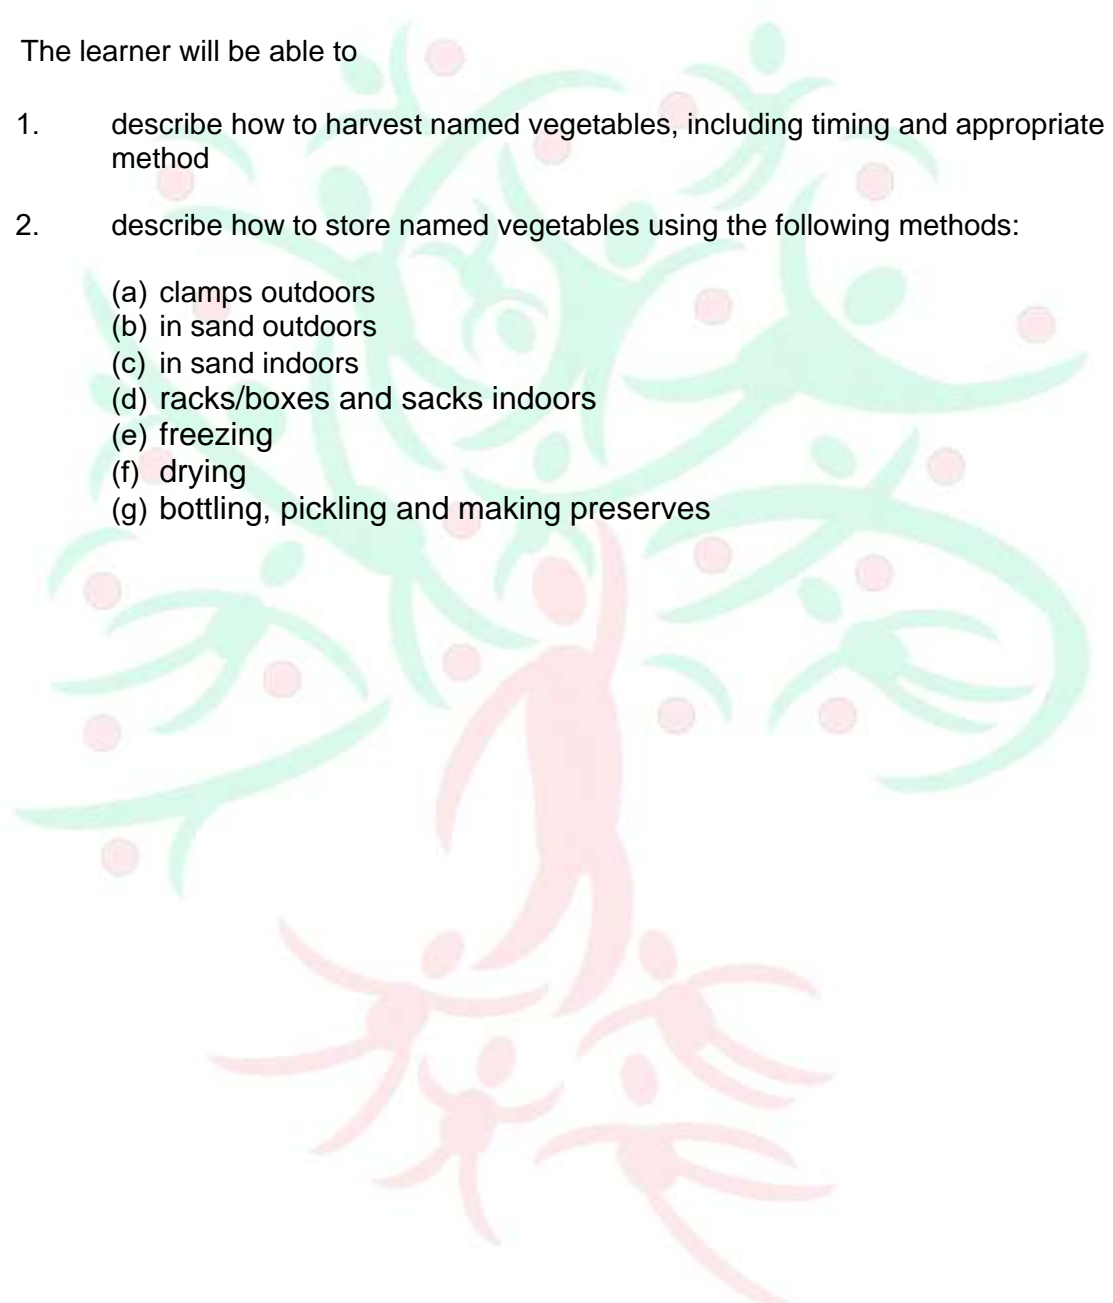 The learner will be able to
1. describe how to harvest named vegetables, including timing and appropriate
method
2. describe how to store named vegetables using the following methods:
(a) clamps outdoors
(b) in sand outdoors
(c) in sand indoors
(d) racks/boxes and sacks indoors
(e) freezing
(f) drying
(g) bottling, pickling and making preserves